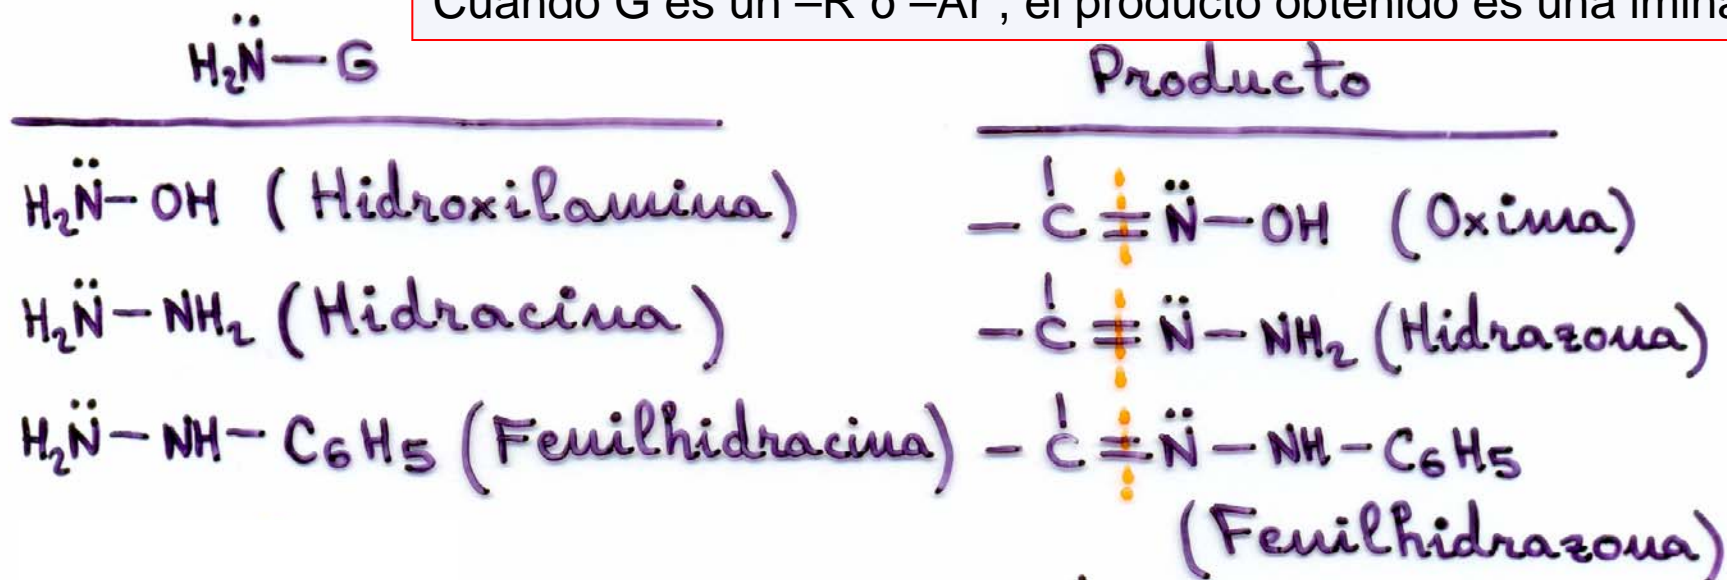 Cuando G es un –R o –Ar , el producto obtenido es una imina
H₂N̈—G
Producto
H₂N̈—OH (Hidroxilamina)
—C=N̈—OH (Oxima)
H₂N̈—NH₂ (Hidracina)
—C=N̈—NH₂ (Hidrazona)
H₂N̈—NH—C₆H₅ (Fenilhidracina)
—C=N̈—NH—C₆H₅
(Fenilhidrazona)